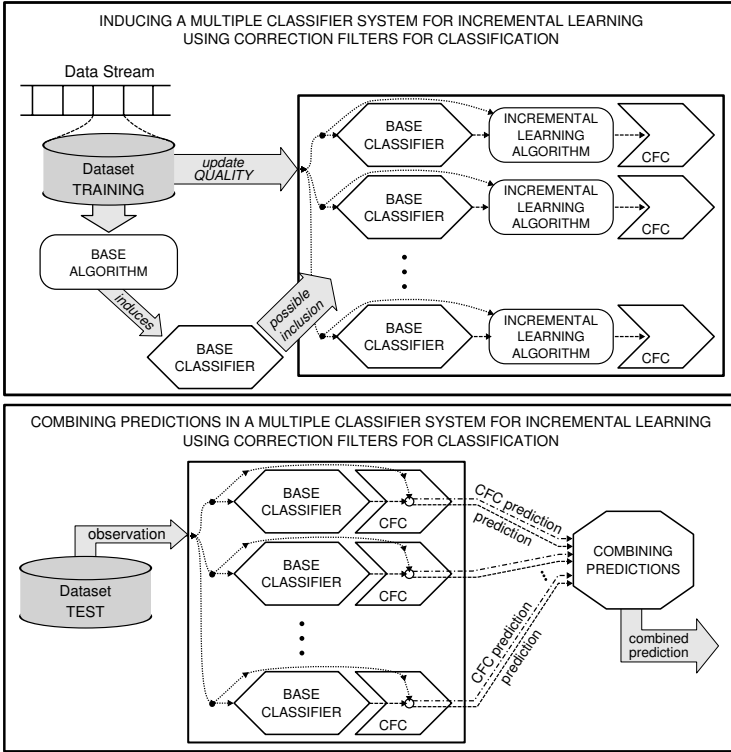 INDUCING A MULTIPLE CLASSIFIER SYSTEM FOR INCREMENTAL LEARNING
USING CORRECTION FILTERS FOR CLASSIFICATION
Data Stream
Dataset
TRAINING
update
QUALITY
BASE
ALGORITHM
induces
BASE
CLASSIFIER
possible
inclusion
BASE
CLASSIFIER
INCREMENTAL
LEARNING
ALGORITHM
CFC
BASE
CLASSIFIER
INCREMENTAL
LEARNING
ALGORITHM
CFC
BASE
CLASSIFIER
INCREMENTAL
LEARNING
ALGORITHM
CFC
COMBINING PREDICTIONS IN A MULTIPLE CLASSIFIER SYSTEM FOR INCREMENTAL LEARNING
USING CORRECTION FILTERS FOR CLASSIFICATION
observation
Dataset
TEST
BASE
CLASSIFIER
CFC
BASE
CLASSIFIER
CFC
BASE
CLASSIFIER
CFC
CFC prediction
prediction
CFC prediction
prediction
COMBINING
PREDICTIONS
combined
prediction